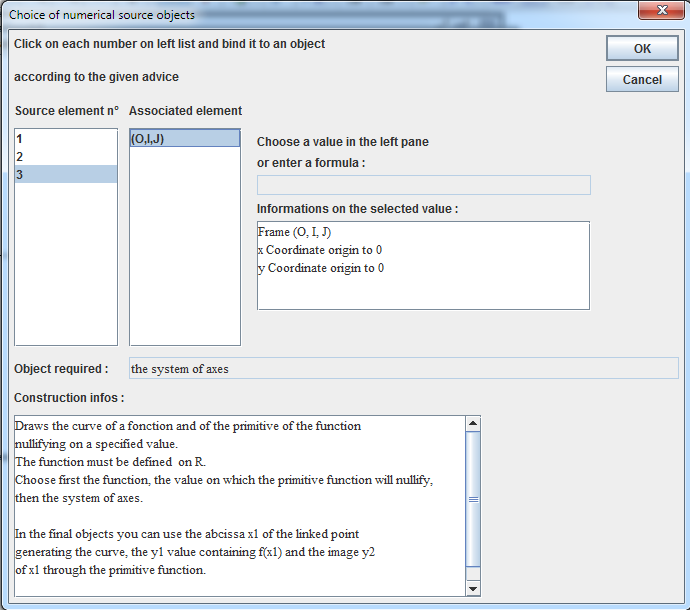 Choice of numerical source objects
Click on each number on left list and bind it to an object
OK
according to the given advice
Cancel
Source element n° Associated element
1
2
3
(O,I,J)
Choose a value in the left pane
or enter a formula :
Informations on the selected value :
Frame (O, I, J)
x Coordinate origin to 0
y Coordinate origin to 0
Object required : the system of axes
Construction infos :
Draws the curve of a fonction and of the primitive of the function
nullifying on a specified value.
The function must be defined on R.
Choose first the function, the value on which the primitive function will nullify,
then the system of axes.
In the final objects you can use the abcissa x1 of the linked point
generating the curve, the y1 value containing f(x1) and the image y2
of x1 through the primitive function.